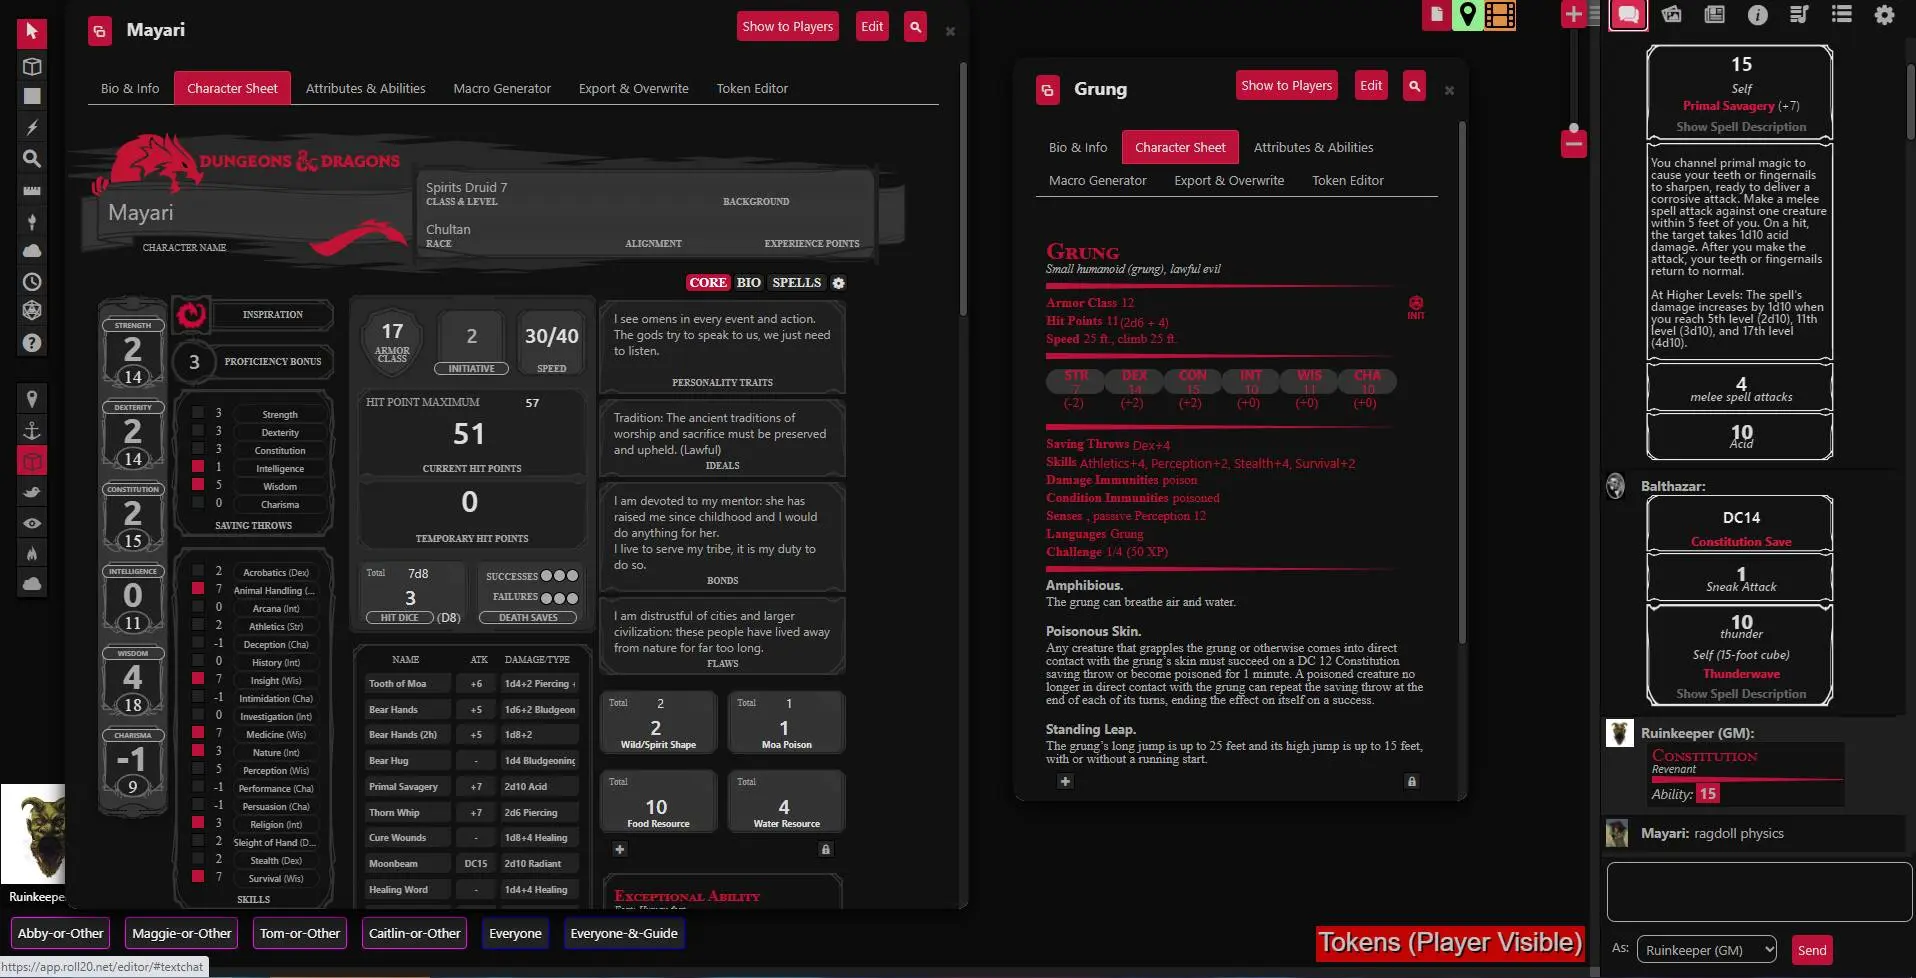 Mayari
Show to Players
Edit
Bio & Info
Character Sheet
Attributes & Abilities
Macro Generator
Export & Overwrite
Token Editor
DUNGEONS & DRAGONS
Mayari
CHARACTER NAME
Spirits Druid 7
CLASS & LEVEL
BACKGROUND
Chultan
RACE
ALIGNMENT
EXPERIENCE POINTS
CORE
BIO
SPELLS
STRENGTH
2
14
DEXTERITY
2
14
CONSTITUTION
2
15
INTELLIGENCE
0
11
WISDOM
4
18
CHARISMA
-1
9
INSPIRATION
3 PROFICIENCY BONUS
3 Strength
3 Dexterity
3 Constitution
1 Intelligence
5 Wisdom
0 Charisma
SAVING THROWS
2 Acrobatics (Dex)
7 Animal Handling (...
0 Arcana (Int)
2 Athletics (Str)
-1 Deception (Cha)
0 History (Int)
7 Insight (Wis)
-1 Intimidation (Cha)
0 Investigation (Int)
7 Medicine (Wis)
3 Nature (Int)
5 Perception (Wis)
-1 Performance (Cha)
-1 Persuasion (Cha)
3 Religion (Int)
2 Sleight of Hand (D...
2 Stealth (Dex)
7 Survival (Wis)
SKILLS
17
ARMOR
CLASS
2
INITIATIVE
30/40
SPEED
HIT POINT MAXIMUM 57
51
CURRENT HIT POINTS
0
TEMPORARY HIT POINTS
Total 7d8
3
HIT DICE (D8)
SUCCESSES
FAILURES
DEATH SAVES
NAME ATK DAMAGE/TYPE
Tooth of Moa +6 1d4+2 Piercing +
Bear Hands +5 1d6+2 Bludgeon
Bear Hands (2h) +5 1d8+2
Bear Hug - 1d4 Bludgeoning
Primal Savagery +7 2d10 Acid
Thorn Whip +7 2d6 Piercing
Cure Wounds - 1d8+4 Healing
Moonbeam DC15 2d10 Radiant
Healing Word - 1d4+4 Healing
I see omens in every event and action.
The gods try to speak to us, we just need
to listen.
PERSONALITY TRAITS
Tradition: The ancient traditions of
worship and sacrifice must be preserved
and upheld. (Lawful)
IDEALS
I am devoted to my mentor: she has
raised me since childhood and I would
do anything for her.
I live to serve my tribe, it is my duty to
do so.
BONDS
I am distrustful of cities and larger
civilization: these people have lived away
from nature for far too long.
FLAWS
Total 2
2
Wild/Spirit Shape
Total 1
1
Moa Poison
Total
10
Food Resource
Total
4
Water Resource
EXCEPTIONAL ABILITY
Ruinkeepe
Abby-or-Other
Maggie-or-Other
Tom-or-Other
Caitlin-or-Other
Everyone
Everyone-&-Guide
https://app.roll20.net/editor/#textchat
Grung
Show to Players
Edit
Bio & Info
Character Sheet
Attributes & Abilities
Macro Generator
Export & Overwrite
Token Editor
GRUNG
Small humanoid (grung), lawful evil
Armor Class 12
Hit Points 11 (2d6 + 4)
Speed 25 ft., climb 25 ft.
INIT
STR DEX CON INT WIS CHA
7 14 15 10 11 10
(-2) (+2) (+2) (+0) (+0) (+0)
Saving Throws Dex+4
Skills Athletics+4, Perception+2, Stealth+4, Survival+2
Damage Immunities poison
Condition Immunities poisoned
Senses , passive Perception 12
Languages Grung
Challenge 1/4 (50 XP)
Amphibious.
The grung can breathe air and water.
Poisonous Skin.
Any creature that grapples the grung or otherwise comes into direct
contact with the grung's skin must succeed on a DC 12 Constitution
saving throw or become poisoned for 1 minute. A poisoned creature no
longer in direct contact with the grung can repeat the saving throw at the
end of each of its turns, ending the effect on itself on a success.
Standing Leap.
The grung's long jump is up to 25 feet and its high jump is up to 15 feet,
with or without a running start.
Tokens (Player Visible)
15
Self
Primal Savagery (+7)
Show Spell Description
You channel primal magic to
cause your teeth or fingernails
to sharpen, ready to deliver a
corrosive attack. Make a melee
spell attack against one creature
within 5 feet of you. On a hit,
the target takes 1d10 acid
damage. After you make the
attack, your teeth or fingernails
return to normal.
At Higher Levels: The spell's
damage increases by 1d10 when
you reach 5th level (2d10), 11th
level (3d10), and 17th level
(4d10).
4
melee spell attacks
10
Acid
Balthazar:
DC14
Constitution Save
1
Sneak Attack
10
thunder
Self (15-foot cube)
Thunderwave
Show Spell Description
Ruinkeeper (GM):
CONSTITUTION
Revenant
Ability: 15
Mayari: ragdoll physics
As: Ruinkeeper (GM)
Send